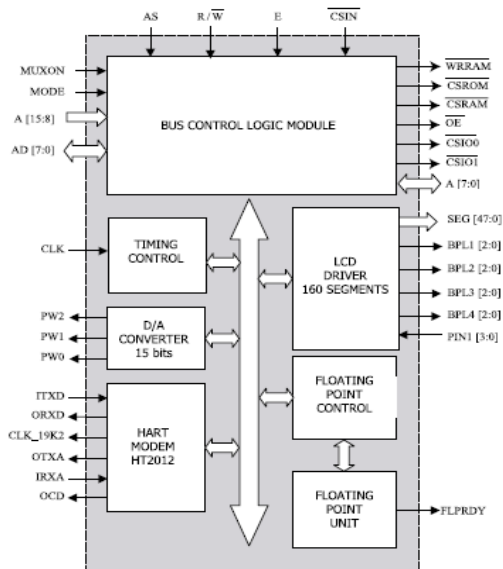 AS R / W E CSIN
MUXON
MODE
A [15:8]
AD [7:0]
BUS CONTROL LOGIC MODULE
WRRAM
CSROM
CSRAM
OE
CSIO0
CSIO1
A [7:0]
CLK
TIMING
CONTROL
LCD
DRIVER
160 SEGMENTS
SEG [47:0]
BPL1 [2:0]
BPL2 [2:0]
BPL3 [2:0]
BPL4 [2:0]
PIN1 [3:0]
PW2
PW1
PW0
D/A
CONVERTER
15 bits
FLOATING
POINT
CONTROL
ITXD
ORXD
CLK_19K2
OTXA
IRXA
OCD
HART
MODEM
HT2012
FLOATING
POINT
UNIT
FLPRDY